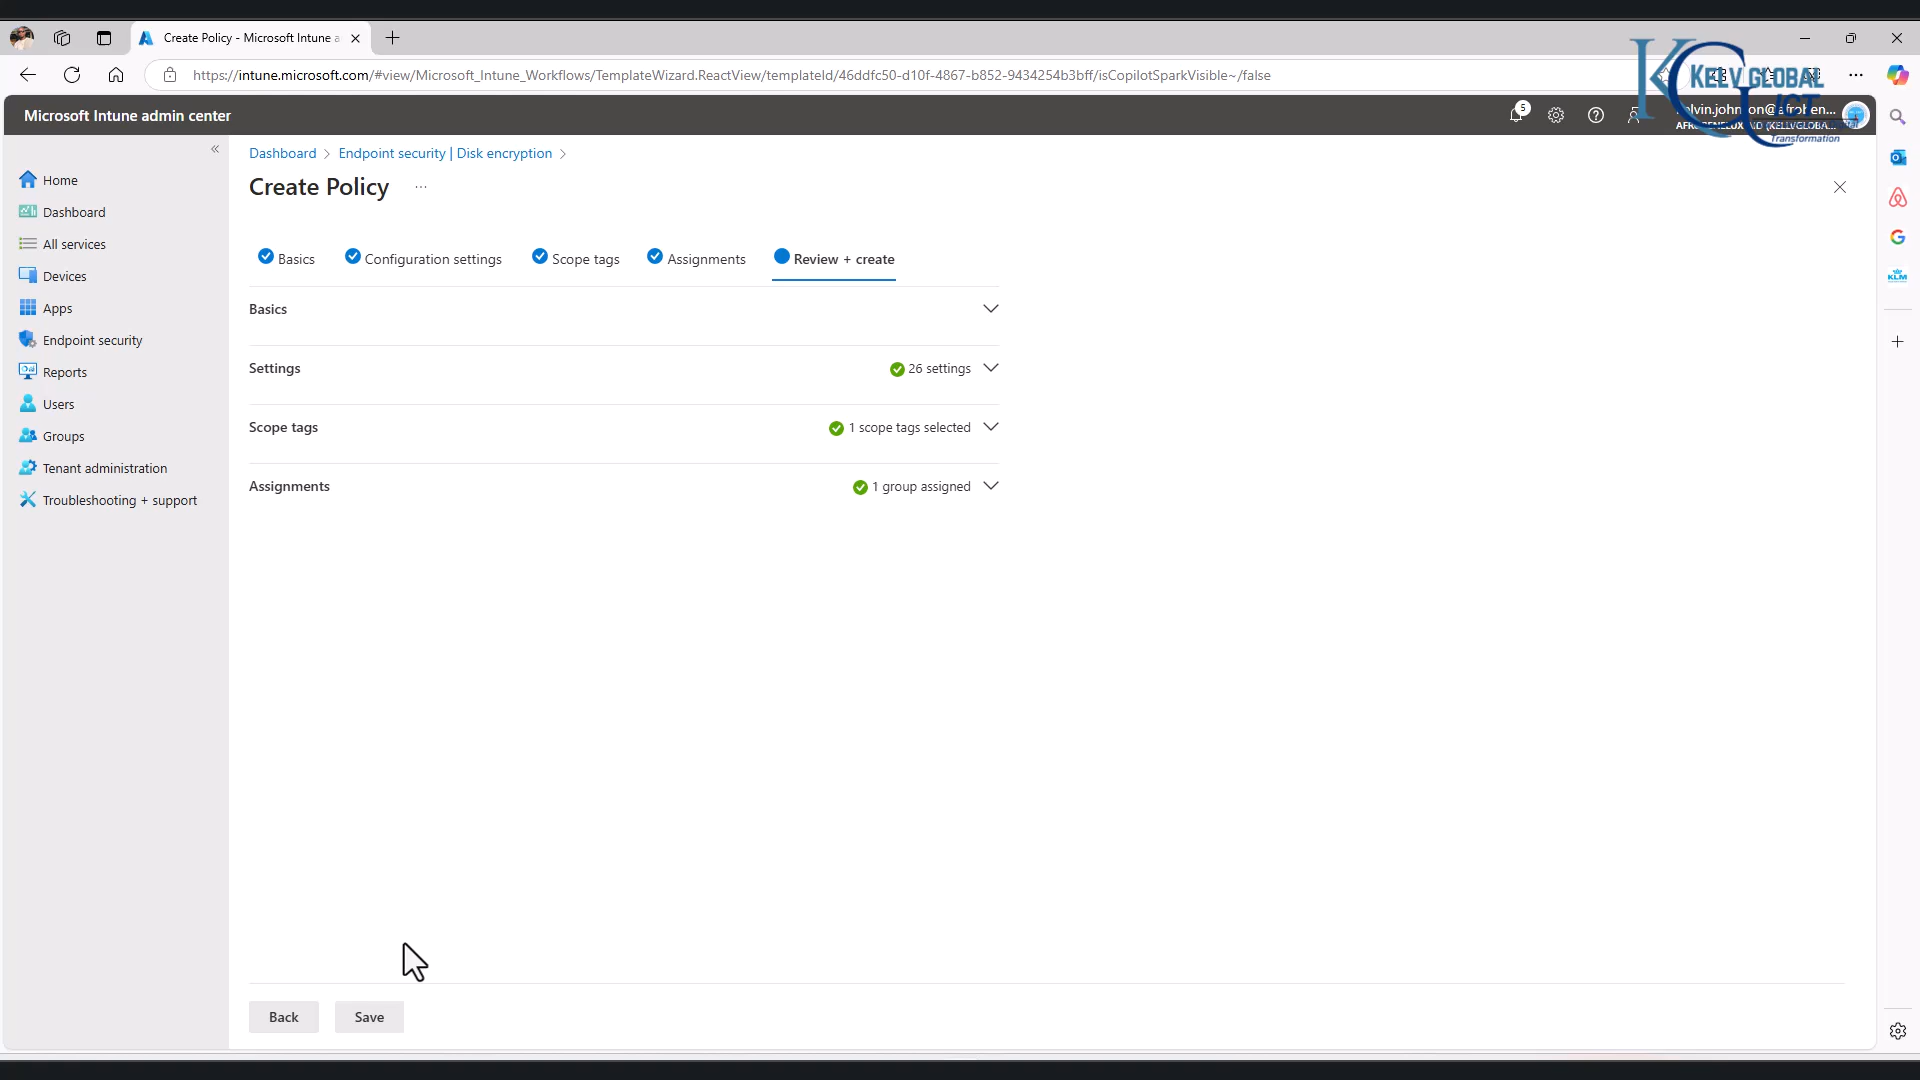 Create Policy - Microsoft Intune a
https://intune.microsoft.com/#view/Microsoft_Intune_Workflows/TemplateWizard.ReactView/templateId/46ddfc50-d10f-4867-b852-9434254b3bff/isCopilotSparkVisible~/false
KELV GLOBAL
ICT
Transformation
Microsoft Intune admin center
5
KLM
Dashboard > Endpoint security | Disk encryption >
Create Policy ...
Home
Dashboard
All services
Devices
Apps
Endpoint security
Reports
Users
Groups
Tenant administration
Troubleshooting + support
Basics
Configuration settings
Scope tags
Assignments
Review + create
Basics
Settings
26 settings
Scope tags
1 scope tags selected
Assignments
1 group assigned
Back
Save